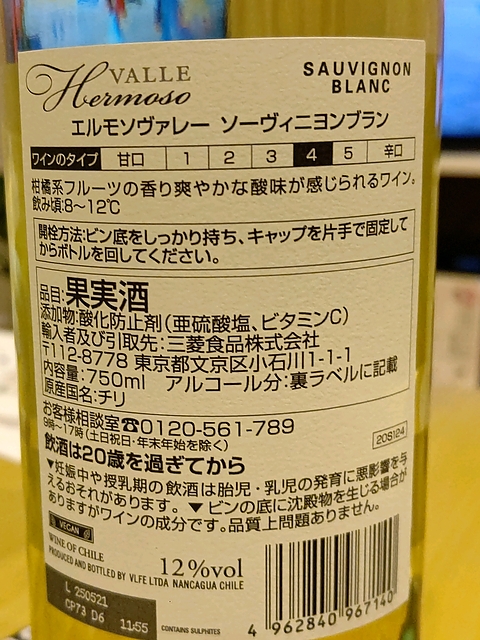 VALLE
Hermoso
SAUVIGNON
BLANC
エルモソヴァレー ソーヴィニヨンブラン
ワインのタイプ 甘口 1 2 3 4 5 辛口
柑橘系フルーツの香り爽やかな酸味が感じられるワイン。
飲み頃:8~12℃
開栓方法:ビン底をしっかり持ち、キャップを片手で固定して
からボトルを回してください。
品目:果実酒
添加物:酸化防止剤(亜硫酸塩、ビタミンC)
輸入者及び引取先:三菱食品株式会社
〒112-8778 東京都文京区小石川1-1-1
内容量:750ml アルコール分:裏ラベルに記載
原産国名:チリ
お客様相談室☎0120-561-789
9時~17時(土日祝日・年末年始を除く)
20S124
飲酒は20歳を過ぎてから
▼妊娠中や授乳期の飲酒は胎児・乳児の発育に悪影響を与
えるおそれがあります。▼ビンの底に沈殿物を生じる場合が
ありますがワインの成分です。品質上問題ありません。
VEGAN
WINE OF CHILE
12%vol
PRODUCED AND BOTTLED BY VLFE LTDA NANCAGUA CHILE
L 250521
CP73 D6 11:55
CONTAINS SULPHITES
4 962840 967140